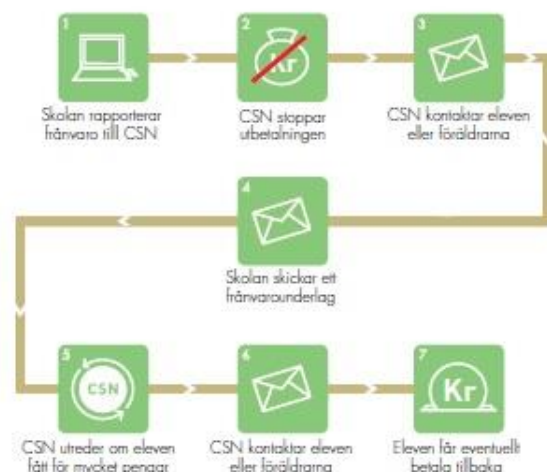 1
Kr
2
3
Skolan rapporterar
frånvaro tilll CSN
CSN stoppar
utbetalningen
CSN kontaktar eleven
eller föräldrarna
4
Skolan skickar ett
frånvarounderlag
5
CSN
6
7
Kr
CSN utreder om eleven
fått för mycket pengar
CSN kontaktar eleven
eller föräldrarna
Eleven får eventuellt
betala tillbaka